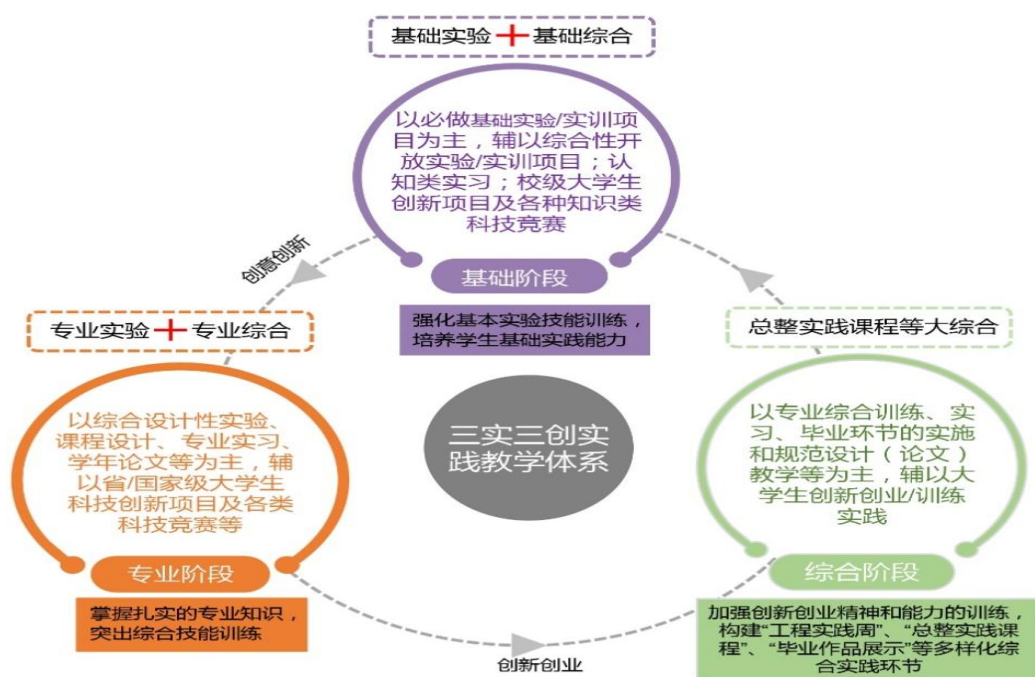 基础实验+基础综合
以必做基础实验/实训项
目为主，辅以综合性开
放实验/实训项目；认
知类实习；校级大学生
创新项目及各种知识类
科技竞赛
基础阶段
强化基本实验技能训练，
培养学生基础实践能力
创意创新
专业实验+专业综合
以综合设计性实验、
课程设计、专业实习、
学年论文等为主，辅
以省/国家级大学生
科技创新项目及各类
科技竞赛等
专业阶段
掌握扎实的专业知识，
突出综合技能训练
三实三创实
践教学体系
创新创业
总整实践课程等大综合
以专业综合训练、实
习、毕业环节的实施
和规范设计（论文）
教学等为主，辅以大
学生创新创业/训练
实践
综合阶段
加强创新创业精神和能力的训练，
构建“工程实践周”、“总整实践课
程”、“毕业作品展示”等多样化综
合实践环节